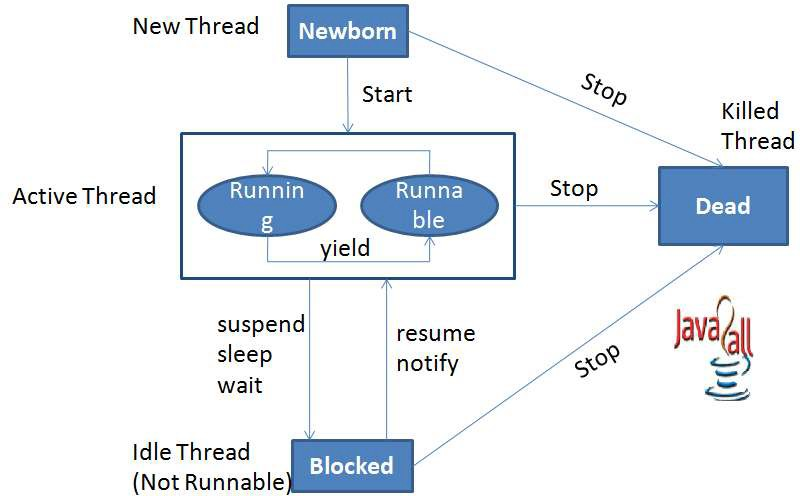 New Thread
Newborn
Stop
Start
Killed
Thread
Active Thread
Runnin
g
Runna
ble
yield
Stop
Dead
suspend
sleep
wait
resume
notify
Stop
Java2all
Idle Thread
(Not Runnable)
Blocked